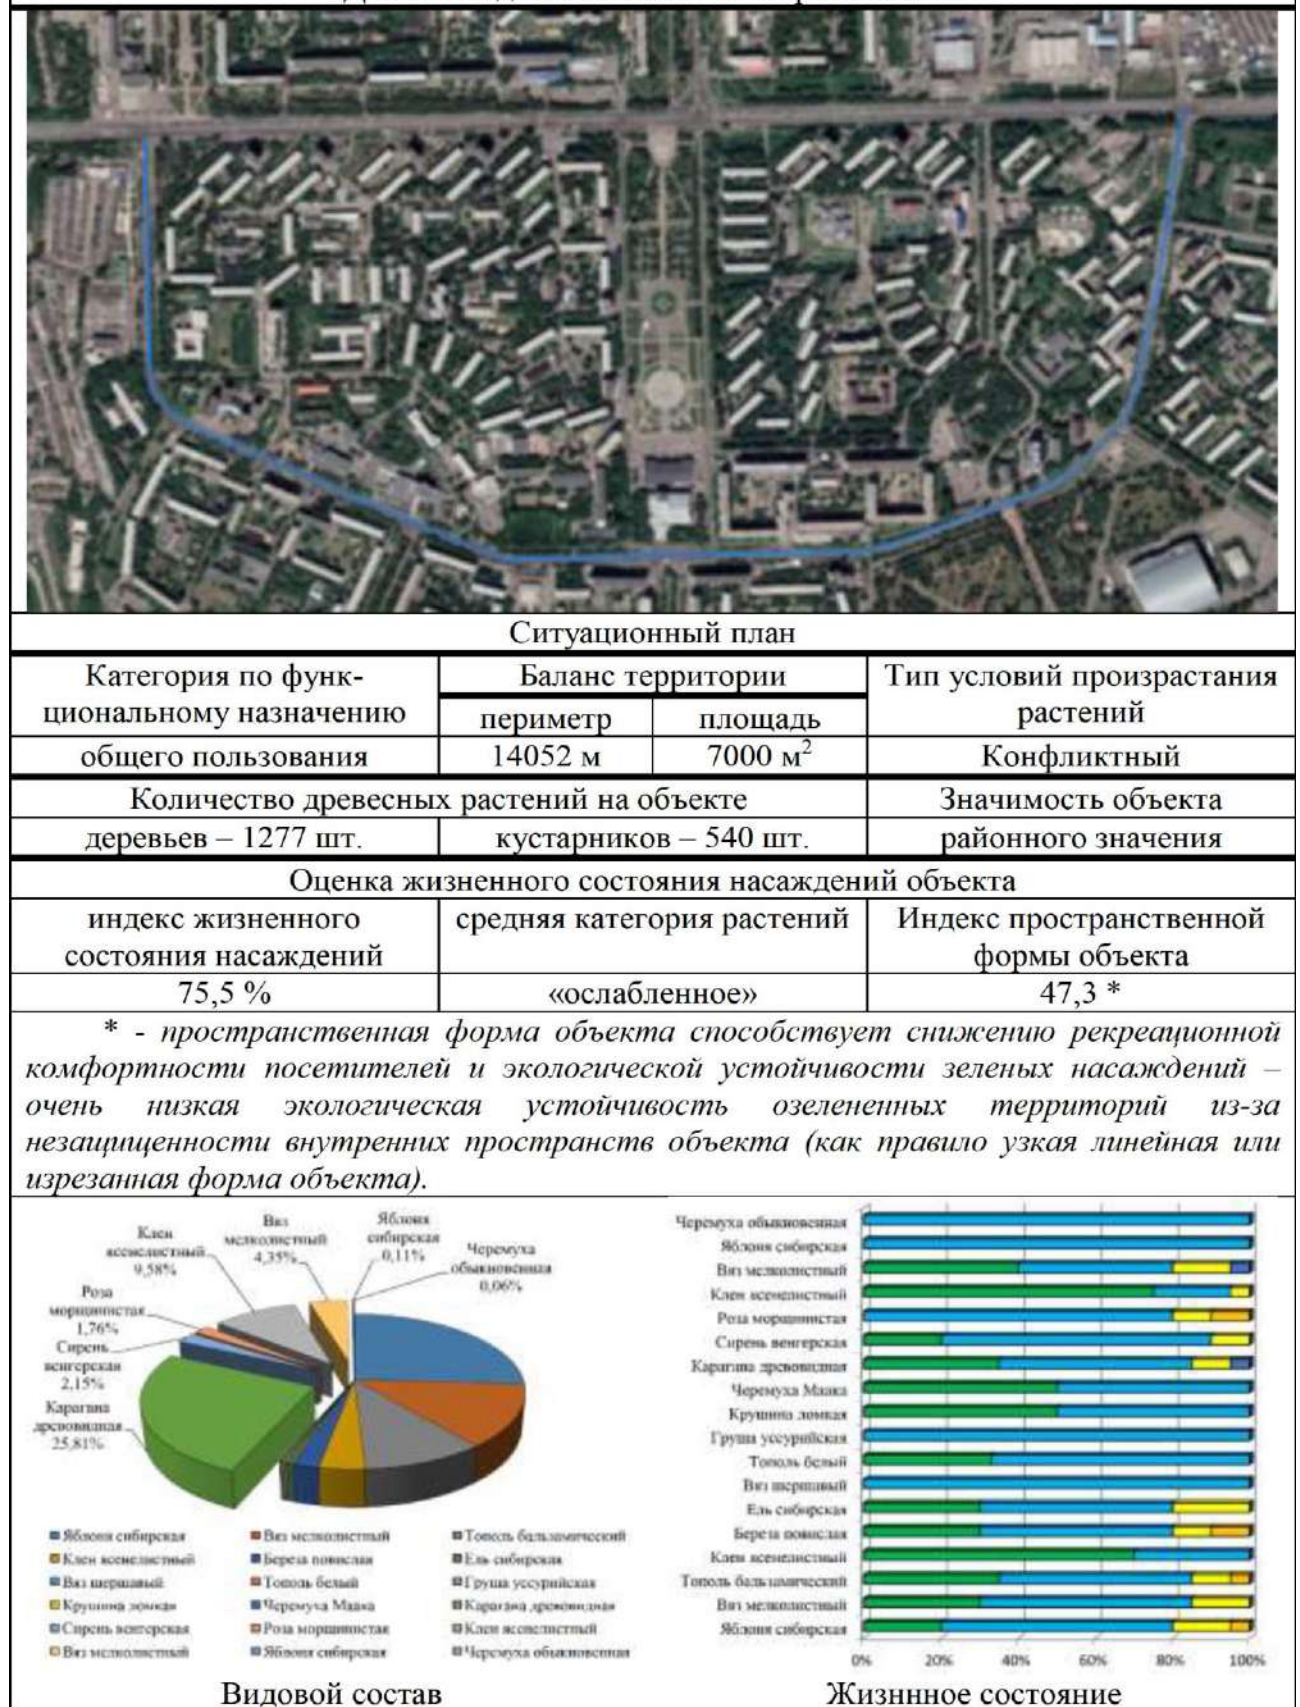 Ситуационный план
Категория по функ-
циональному назначению
Баланс территории
Тип условий произрастания
растений
периметр
площадь
общего пользования
14052 м
7000 м²
Конфликтный
Количество древесных растений на объекте
Значимость объекта
деревьев – 1277 шт.
кустарников – 540 шт.
районного значения
Оценка жизненного состояния насаждений объекта
индекс жизненного
состояния насаждений
средняя категория растений
Индекс пространственной
формы объекта
75,5 %
«ослабленное»
47,3 *
* - пространственная форма объекта способствует снижению рекреационной
комфортности посетителей и экологической устойчивости зеленых насаждений –
очень низкая экологическая устойчивость озелененных территорий из-за
незащищенности внутренних пространств объекта (как правило узкая линейная или
изрезанная форма объекта).
Клен
ясенелистный
9,58%
Вяз
мелколистный
4,35%
Яблоня
сибирская
0,11%
Черемуха
обыкновенная
0,06%
Роза
морщинистая
1,76%
Сирень
венгерская
2,15%
Карагана
древовидная
25,81%
Яблоня сибирская
Вяз мелколистный
Тополь бальзамический
Клен ясенелистный
Береза повислая
Ель сибирская
Вяз шершавый
Тополь белый
Груша уссурийская
Крушина ломкая
Черемуха Маака
Карагана древовидная
Сирень венгерская
Роза морщинистая
Клен ясенелистный
Вяз мелколистный
Яблоня сибирская
Черемуха обыкновенная
Видовой состав
Черемуха обыкновенная
Яблоня сибирская
Вяз мелколистный
Клен ясенелистный
Роза морщинистая
Сирень венгерская
Карагана древовидная
Черемуха Маака
Крушина ломкая
Груша уссурийская
Тополь белый
Вяз шершавый
Ель сибирская
Береза повислая
Клен ясенелистный
Тополь бальзамический
Вяз мелколистный
Яблоня сибирская
0%
20%
40%
60%
80%
100%
Жизннное состояние